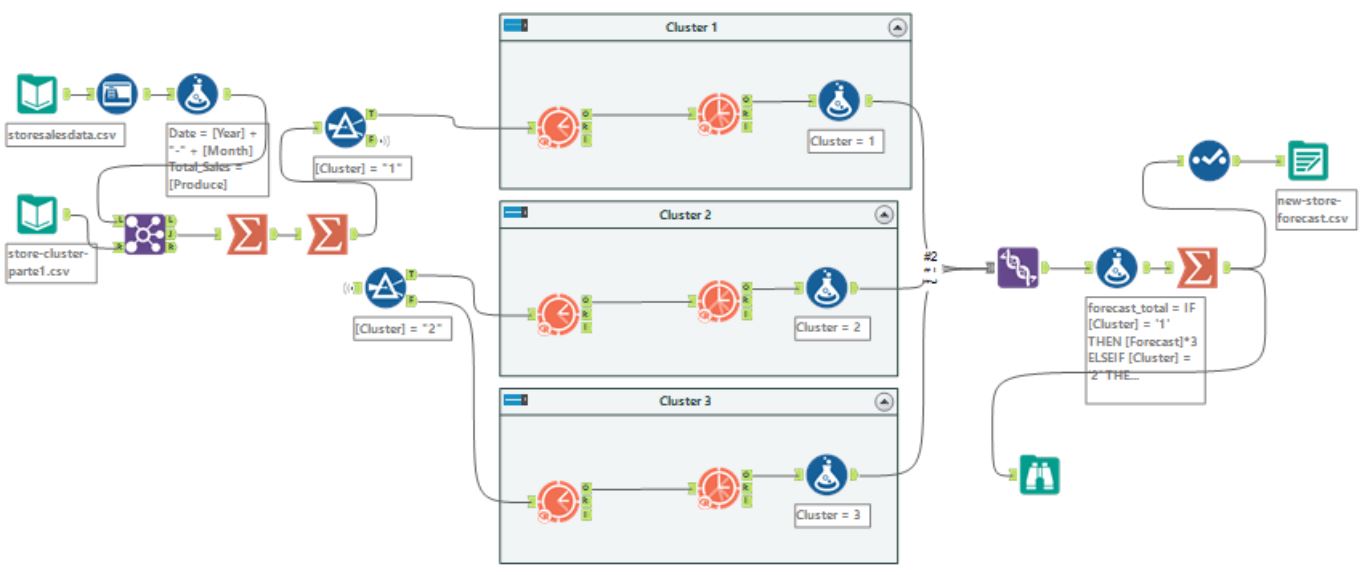 Cluster 1
storesalesdata.csv
Date = [Year] +
"-" + [Month]
Total_Sales =
[Produce]
T
F
[Cluster] = "1"
O
R
I
O
R
I
Cluster = 1
store-cluster-
parte1.csv
L
R
L
J
R
T
F
[Cluster] = "2"
Cluster 2
O
R
I
O
R
I
Cluster = 2
Cluster 3
O
R
I
O
R
I
Cluster = 3
#2
forecast_total = IF
[Cluster] = '1'
THEN [Forecast]*3
ELSEIF [Cluster] =
'2' THE...
new-store-
forecast.csv